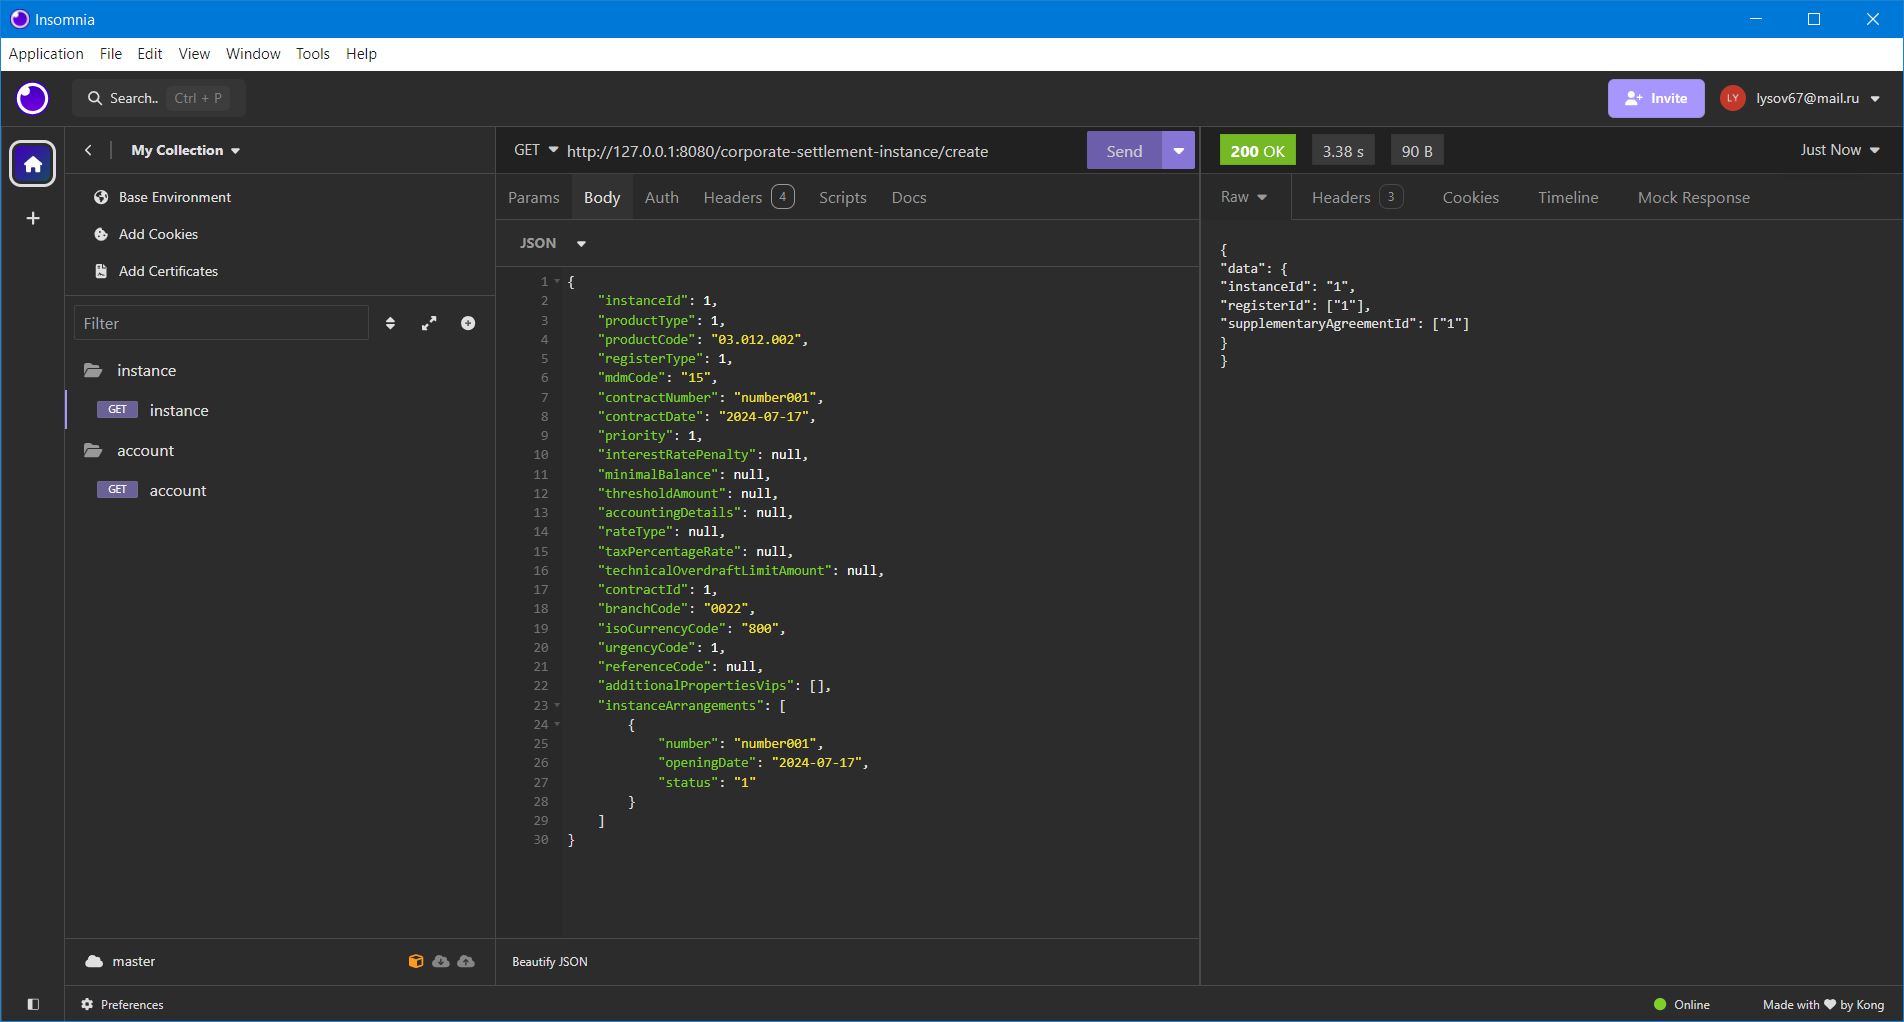 Insomnia
Application File Edit View Window Tools Help
Search.. Ctrl + P
Invite
LY lysov67@mail.ru
My Collection
Base Environment
Add Cookies
Add Certificates
Filter
instance
GET instance
account
GET account
master
Preferences
GET http://127.0.0.1:8080/corporate-settlement-instance/create
Send
Params Body Auth Headers 4 Scripts Docs
JSON
1 {
2 "instanceId": 1,
3 "productType": 1,
4 "productCode": "03.012.002",
5 "registerType": 1,
6 "mdmCode": "15",
7 "contractNumber": "number001",
8 "contractDate": "2024-07-17",
9 "priority": 1,
10 "interestRatePenalty": null,
11 "minimalBalance": null,
12 "thresholdAmount": null,
13 "accountingDetails": null,
14 "rateType": null,
15 "taxPercentageRate": null,
16 "technicalOverdraftLimitAmount": null,
17 "contractId": 1,
18 "branchCode": "0022",
19 "isoCurrencyCode": "800",
20 "urgencyCode": 1,
21 "referenceCode": null,
22 "additionalPropertiesVips": [],
23 "instanceArrangements": [
24 {
25 "number": "number001",
26 "openingDate": "2024-07-17",
27 "status": "1"
28 }
29 ]
30 }
Beautify JSON
200 OK 3.38 s 90 B
Just Now
Raw Headers 3 Cookies Timeline Mock Response
{
"data": {
"instanceId": "1",
"registerId": ["1"],
"supplementaryAgreementId": ["1"]
}
}
Online
Made with ♥ by Kong